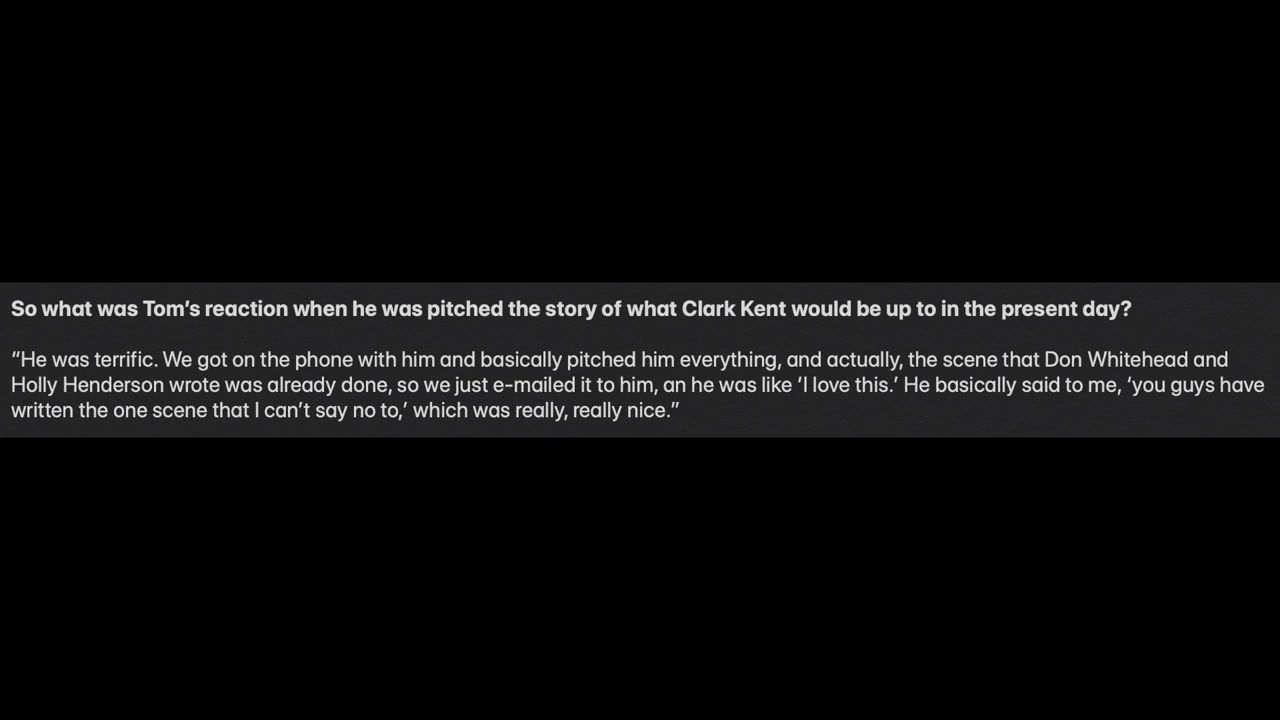 So what was Tom’s reaction when he was pitched the story of what Clark Kent would be up to in the present day?
“He was terrific. We got on the phone with him and basically pitched him everything, and actually, the scene that Don Whitehead and
Holly Henderson wrote was already done, so we just e-mailed it to him, an he was like ‘I love this.’ He basically said to me, ‘you guys have
written the one scene that I can’t say no to,’ which was really, really nice.”